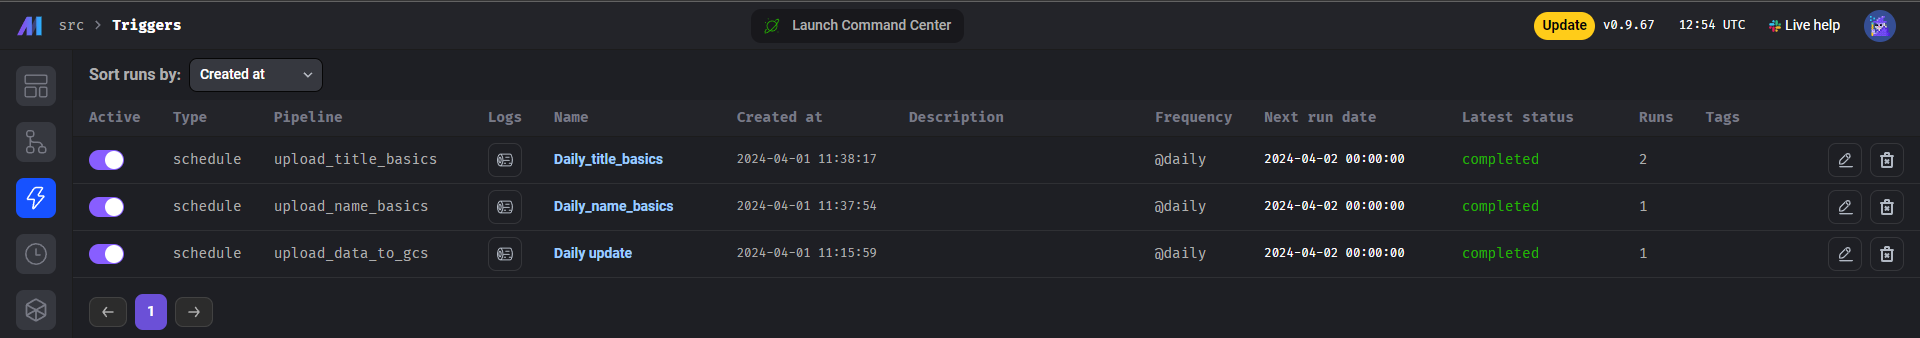 src > Triggers
Launch Command Center
Update v0.9.67 12:54 UTC Live help
Sort runs by: Created at
Active Type Pipeline Logs Name Created at Description Frequency Next run date Latest status Runs Tags
schedule upload_title_basics Daily_title_basics 2024-04-01 11:38:17 @daily 2024-04-02 00:00:00 completed 2
schedule upload_name_basics Daily_name_basics 2024-04-01 11:37:54 @daily 2024-04-02 00:00:00 completed 1
schedule upload_data_to_gcs Daily update 2024-04-01 11:15:59 @daily 2024-04-02 00:00:00 completed 1
← 1 →